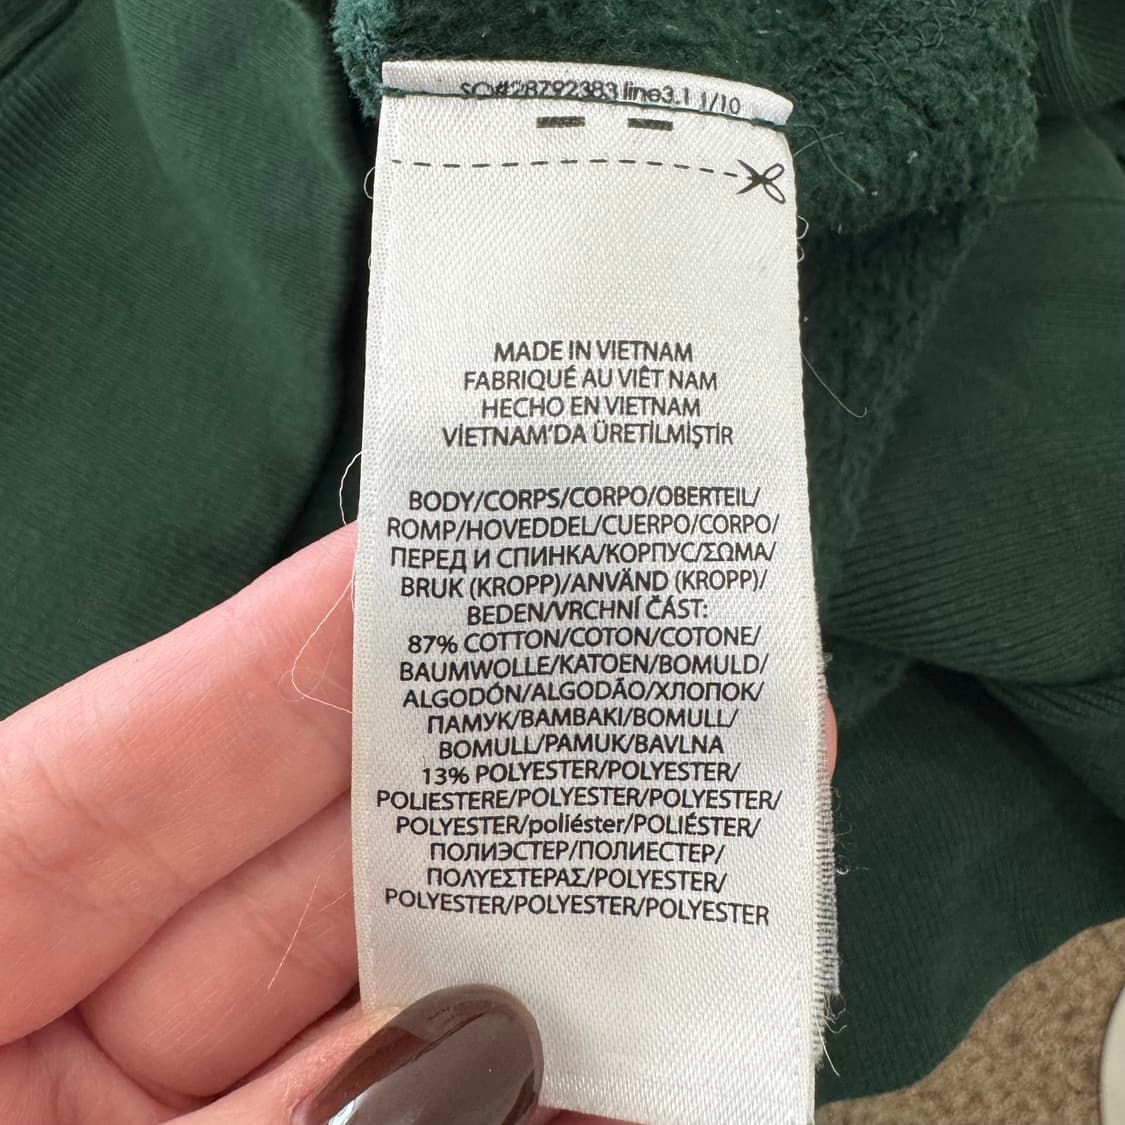 SO#28792383 line3.1 1/10
MADE IN VIETNAM
FABRIQUÉ AU VIÊT NAM
HECHO EN VIETNAM
VİETNAM'DA ÜRETİLMİŞTİR
BODY/CORPS/CORPO/OBERTEIL/
ROMP/HOVEDDEL/CUERPO/CORPO/
ПЕРЕД И СПИНКА/КОРПУС/ΣΩΜΑ/
BRUK (KROPP)/ANVÄND (KROPP)/
BEDEN/VRCHNÍ ČÁST:
87% COTTON/COTON/COTONE/
BAUMWOLLE/KATOEN/BOMULD/
ALGODÓN/ALGODÃO/ХЛОПОК/
ПАМУК/ΒΑΜΒΑΚΙ/BOMULL/
BOMULL/PAMUK/BAVLNA
13% POLYESTER/POLYESTER/
POLIESTERE/POLYESTER/POLYESTER/
POLYESTER/poliéster/POLIÉSTER/
ПОЛИЭСТЕР/ПОЛИЕСТЕР/
ΠΟΛΥΕΣΤΕΡΑΣ/POLYESTER/
POLYESTER/POLYESTER/POLYESTER